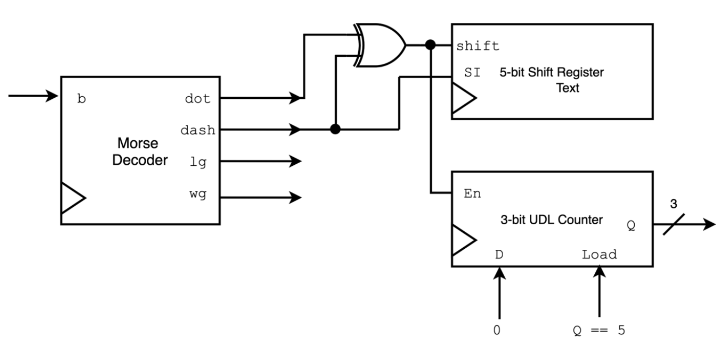 shift
SI
5-bit Shift Register
Text
b
dot
dash
lg
wg
Morse
Decoder
En
3-bit UDL Counter
Q
3
D
Load
0
Q == 5